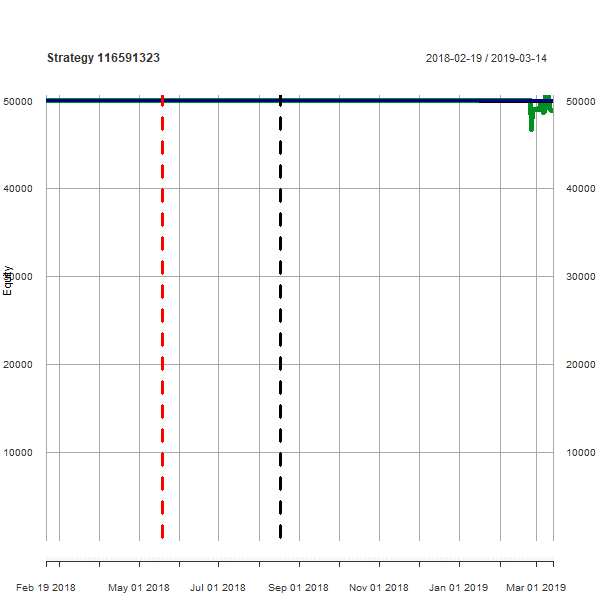 Strategy 116591323
2018-02-19 / 2019-03-14
50000
50000
40000
40000
Equity
30000
30000
20000
20000
10000
10000
Feb 19 2018
May 01 2018
Jul 01 2018
Sep 01 2018
Nov 01 2018
Jan 01 2019
Mar 01 2019